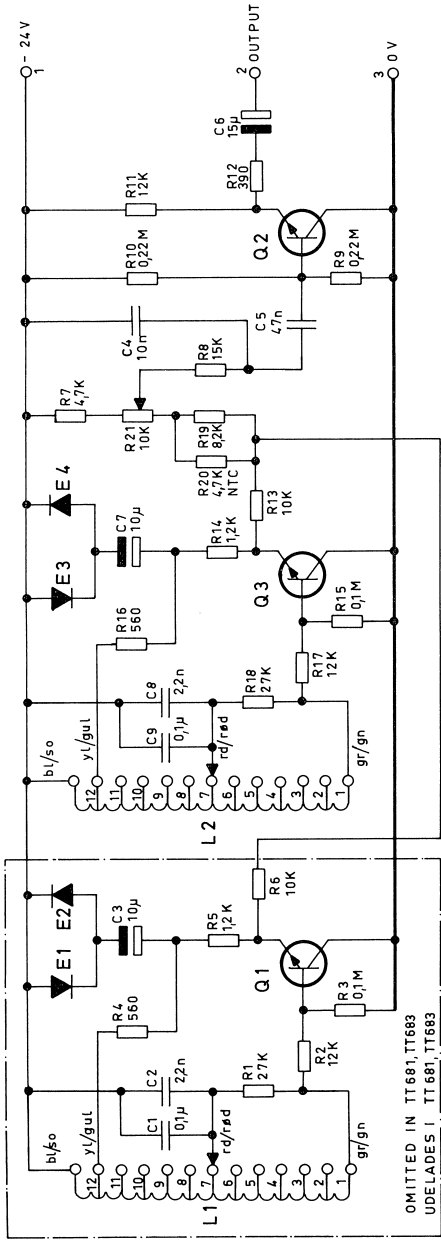 - 24V
1
OUTPUT
2
0V
3
C6
15µ
R12
390
R11
12K
R10
0,22M
R9
0,22M
Q2
C5
47n
C4
10n
R8
15K
R7
4,7K
R21
10K
R19
8,2K
R20
4,7K
NTC
R13
10K
E4
E3
C7
10µ
R14
1,2K
Q3
R16
560
R15
0,1M
R17
12K
R18
27K
C8
2,2n
C9
0,1µ
bl/so
yl/gul
rd/rød
gr/gn
12
11
10
9
8
7
6
5
4
3
2
1
L2
R6
10K
E2
E1
C3
10µ
R5
1,2K
Q1
R4
560
R3
0,1M
R2
12K
R1
27K
C2
2,2n
C1
0,1µ
bl/so
yl/gul
rd/rød
gr/gn
12
11
10
9
8
7
6
5
4
3
2
1
L1
OMITTED IN TT681,TT683
UDELADES I TT681,TT683